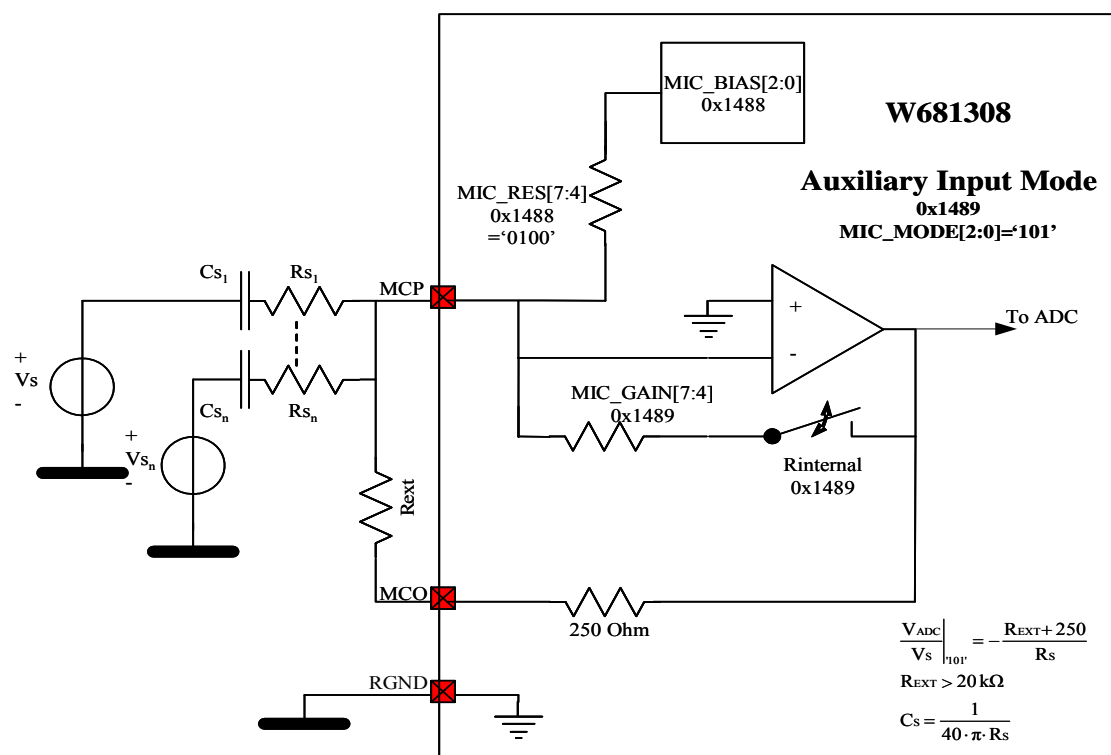 MIC_BIAS[2:0]
0x1488
W681308
Auxiliary Input Mode
0x1489
MIC_MODE[2:0]='101'
MIC_RES[7:4]
0x1488
='0100'
Cs1
Rs1
MCP
+
-
To ADC
+
Vs
-
Csn
Rsn
MIC_GAIN[7:4]
0x1489
+
Vsn
-
Rinternal
0x1489
Rext
MCO
250 Ohm
VADC/Vs|'101' = -(REXT+250)/Rs
REXT > 20 kΩ
Cs = 1/(40·π·Rs)
RGND